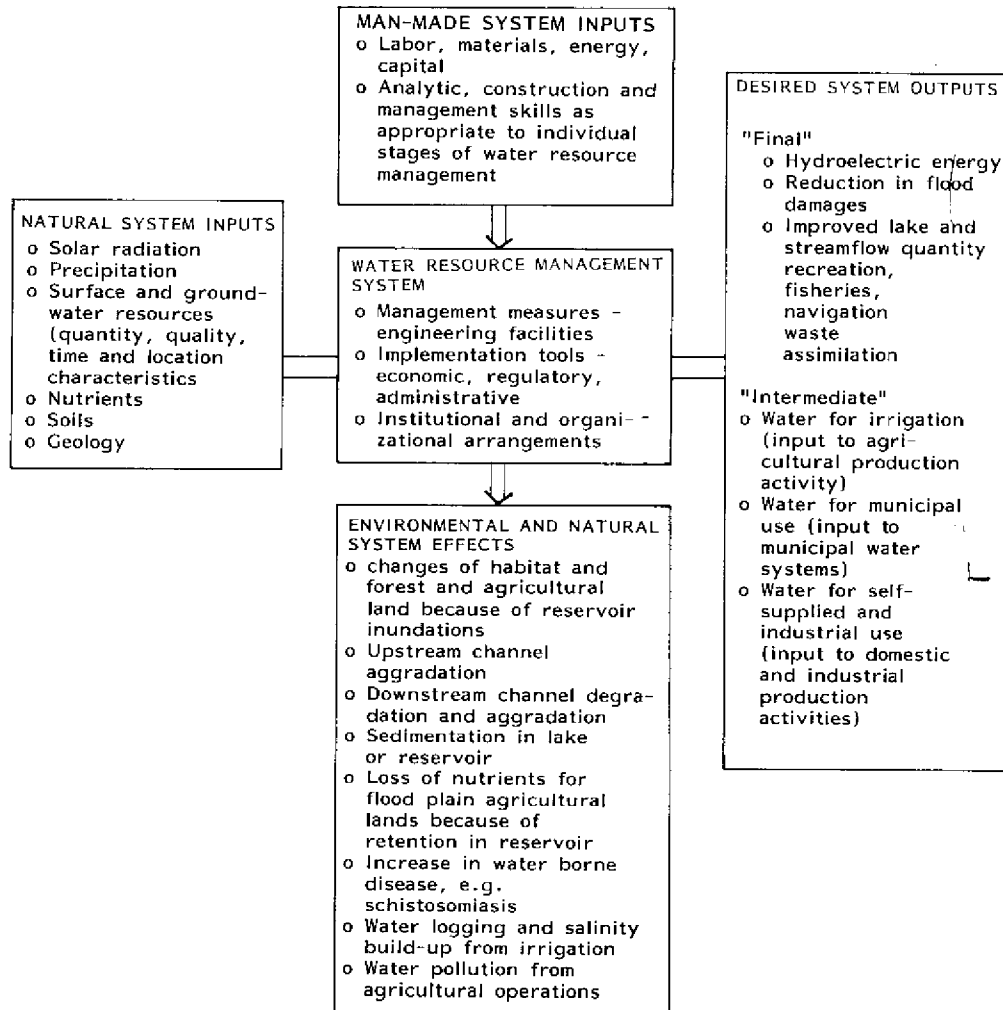 MAN-MADE SYSTEM INPUTS
o Labor, materials, energy,
capital
o Analytic, construction and
management skills as
appropriate to individual
stages of water resource
management
NATURAL SYSTEM INPUTS
o Solar radiation
o Precipitation
o Surface and ground-
water resources
(quantity, quality,
time and location
characteristics
o Nutrients
o Soils
o Geology
WATER RESOURCE MANAGEMENT
SYSTEM
o Management measures -
engineering facilities
o Implementation tools -
economic, regulatory,
administrative
o Institutional and organi-
zational arrangements
DESIRED SYSTEM OUTPUTS
"Final"
o Hydroelectric energy
o Reduction in flood
damages
o Improved lake and
streamflow quantity
recreation,
fisheries,
navigation
waste
assimilation
"Intermediate"
o Water for irrigation
(input to agri-
cultural production
activity)
o Water for municipal
use (input to
municipal water
systems)
o Water for self-
supplied and
industrial use
(input to domestic
and industrial
production
activities)
ENVIRONMENTAL AND NATURAL
SYSTEM EFFECTS
o changes of habitat and
forest and agricultural
land because of reservoir
inundations
o Upstream channel
aggradation
o Downstream channel degra-
dation and aggradation
o Sedimentation in lake
or reservoir
o Loss of nutrients for
flood plain agricultural
lands because of
retention in reservoir
o Increase in water borne
disease, e.g.
schistosomiasis
o Water logging and salinity
build-up from irrigation
o Water pollution from
agricultural operations